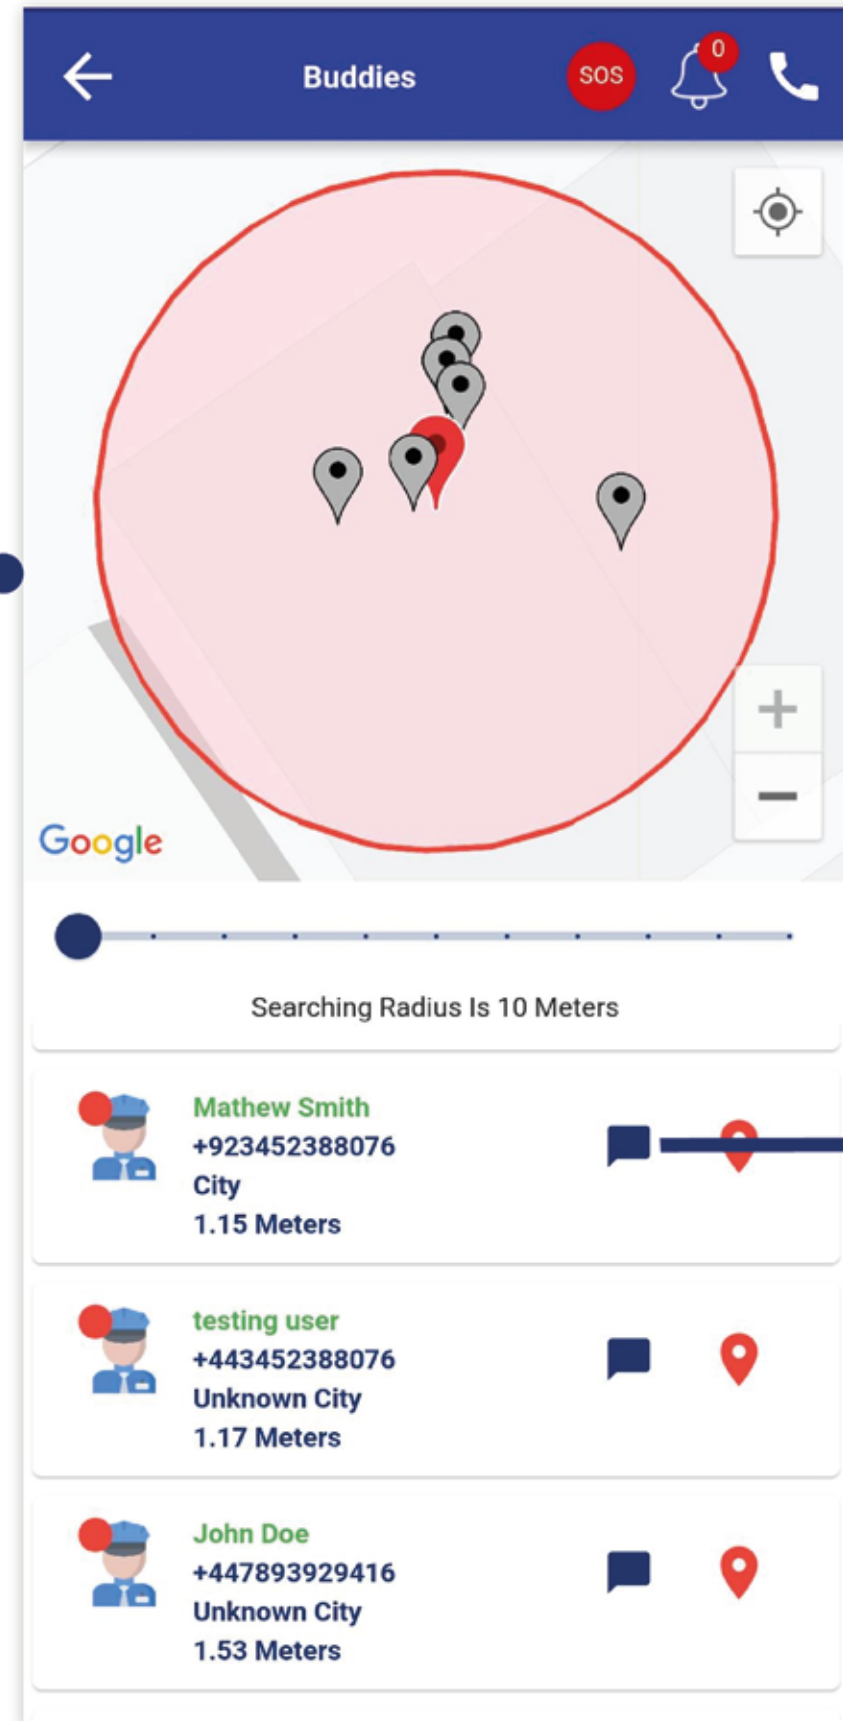 Buddies
SOS
0
Google
Searching Radius Is 10 Meters
Mathew Smith
+923452388076
City
1.15 Meters
testing user
+443452388076
Unknown City
1.17 Meters
John Doe
+447893929416
Unknown City
1.53 Meters